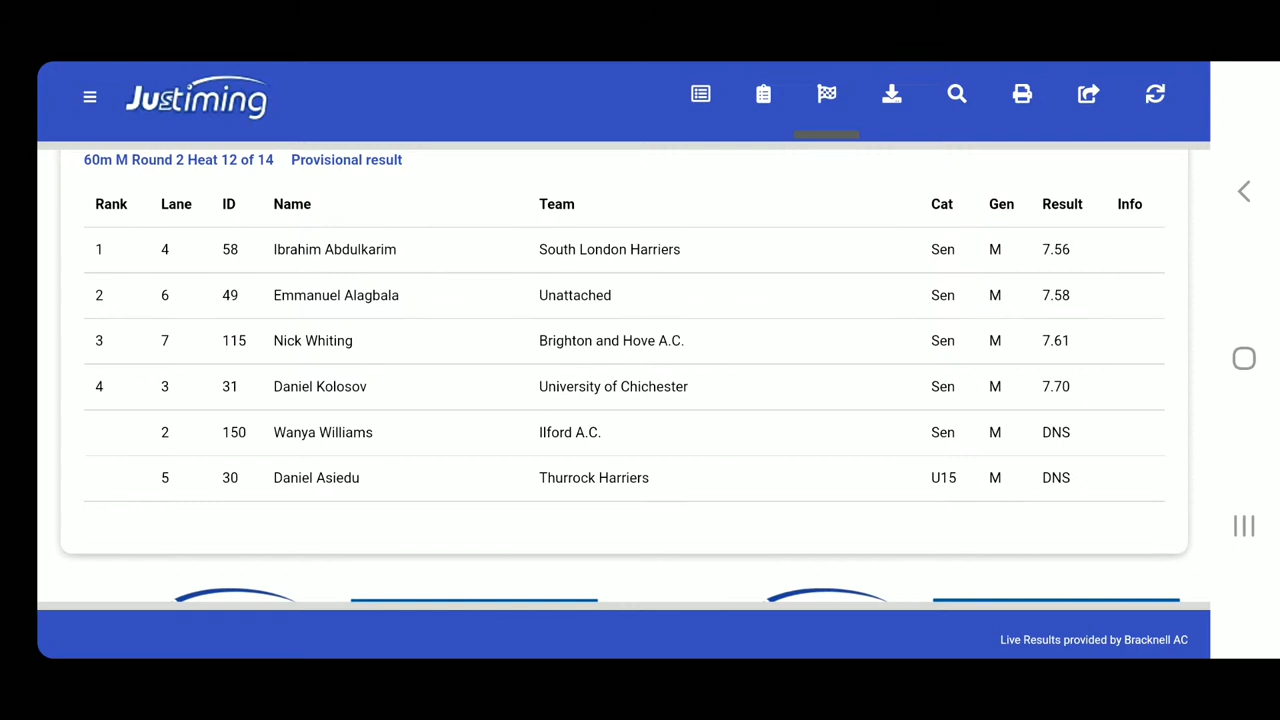 Justiming
60m M Round 2 Heat 12 of 14 Provisional result
Rank Lane ID Name Team Cat Gen Result Info
1 4 58 Ibrahim Abdulkarim South London Harriers Sen M 7.56
2 6 49 Emmanuel Alagbala Unattached Sen M 7.58
3 7 115 Nick Whiting Brighton and Hove A.C. Sen M 7.61
4 3 31 Daniel Kolosov University of Chichester Sen M 7.70
2 150 Wanya Williams Ilford A.C. Sen M DNS
5 30 Daniel Asiedu Thurrock Harriers U15 M DNS
Live Results provided by Bracknell AC